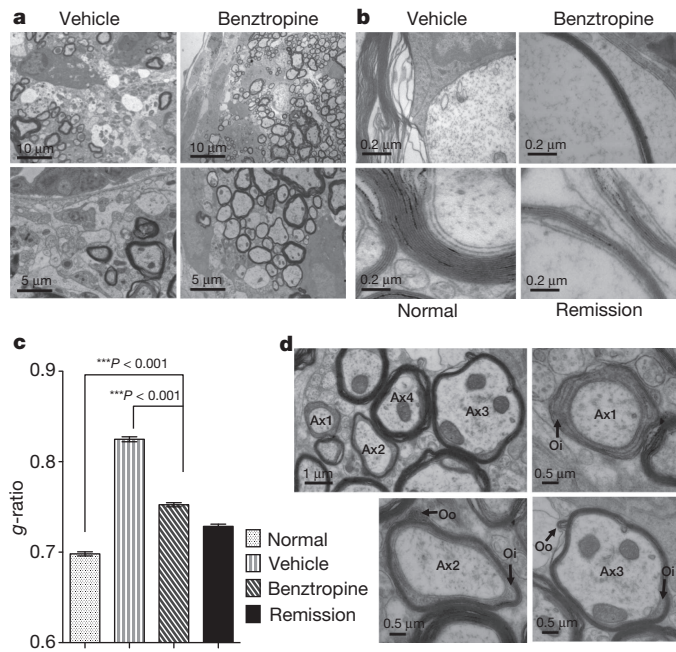 a
Vehicle
Benztropine
10 µm
10 µm
5 µm
5 µm
b
Vehicle
Benztropine
0.2 µm
0.2 µm
0.2 µm
0.2 µm
Normal
Remission
c
***P < 0.001
***P < 0.001
0.9
0.8
0.7
0.6
g-ratio
Normal
Vehicle
Benztropine
Remission
d
Ax1
Ax2
Ax4
Ax3
1 µm
Ax1
Oi
0.5 µm
Oo
Oi
Ax2
0.5 µm
Oo
Ax3
Oi
0.5 µm